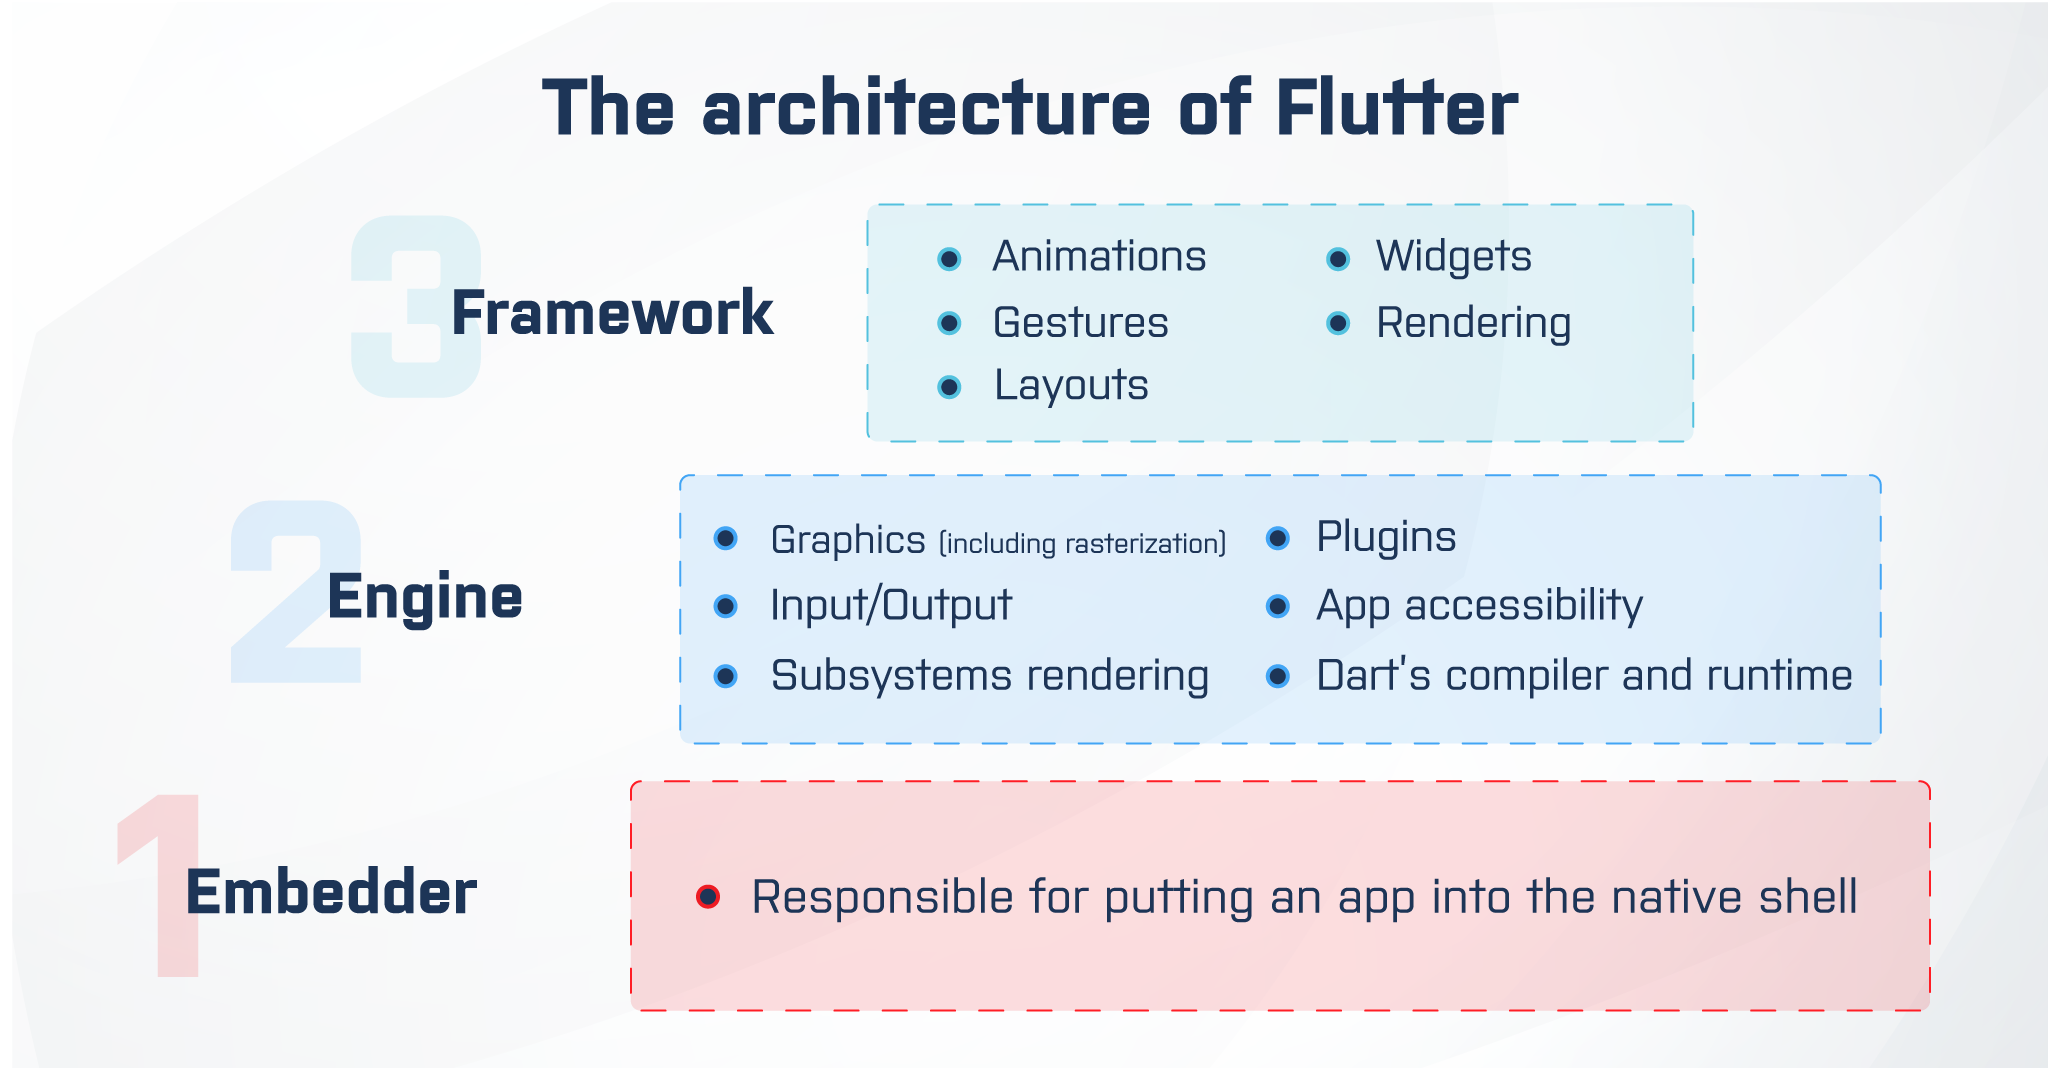 The architecture of Flutter
3
Framework
Animations
Gestures
Layouts
Widgets
Rendering
2
Engine
Graphics (including rasterization)
Input/Output
Subsystems rendering
Plugins
App accessibility
Dart's compiler and runtime
1
Embedder
Responsible for putting an app into the native shell